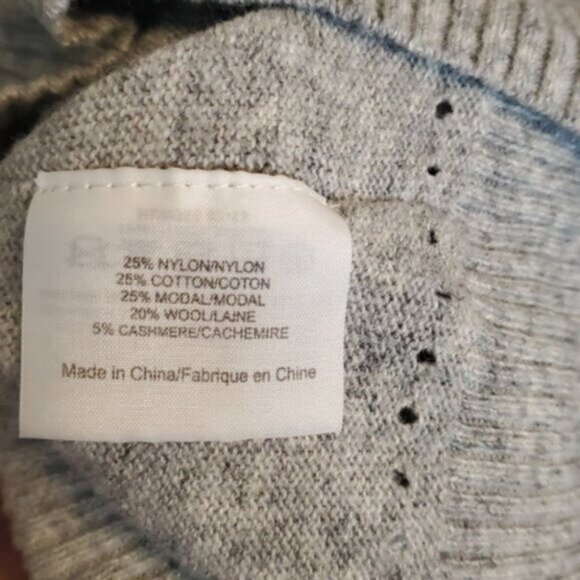 25% NYLON/NYLON
25% COTTON/COTON
25% MODAL/MODAL
20% WOOL/LAINE
5% CASHMERE/CACHEMIRE
Made in China/Fabrique en Chine